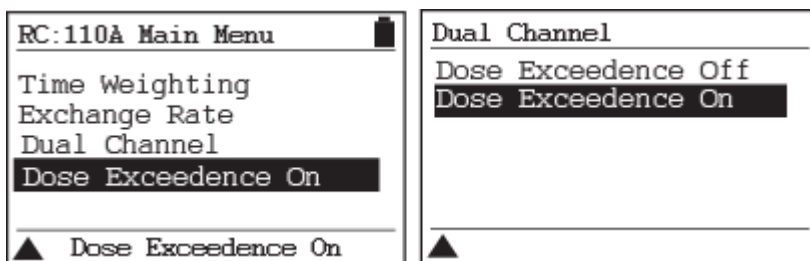 RC:110A Main Menu
Time Weighting
Exchange Rate
Dual Channel
Dose Exceedence On
Dose Exceedence On
Dual Channel
Dose Exceedence Off
Dose Exceedence On